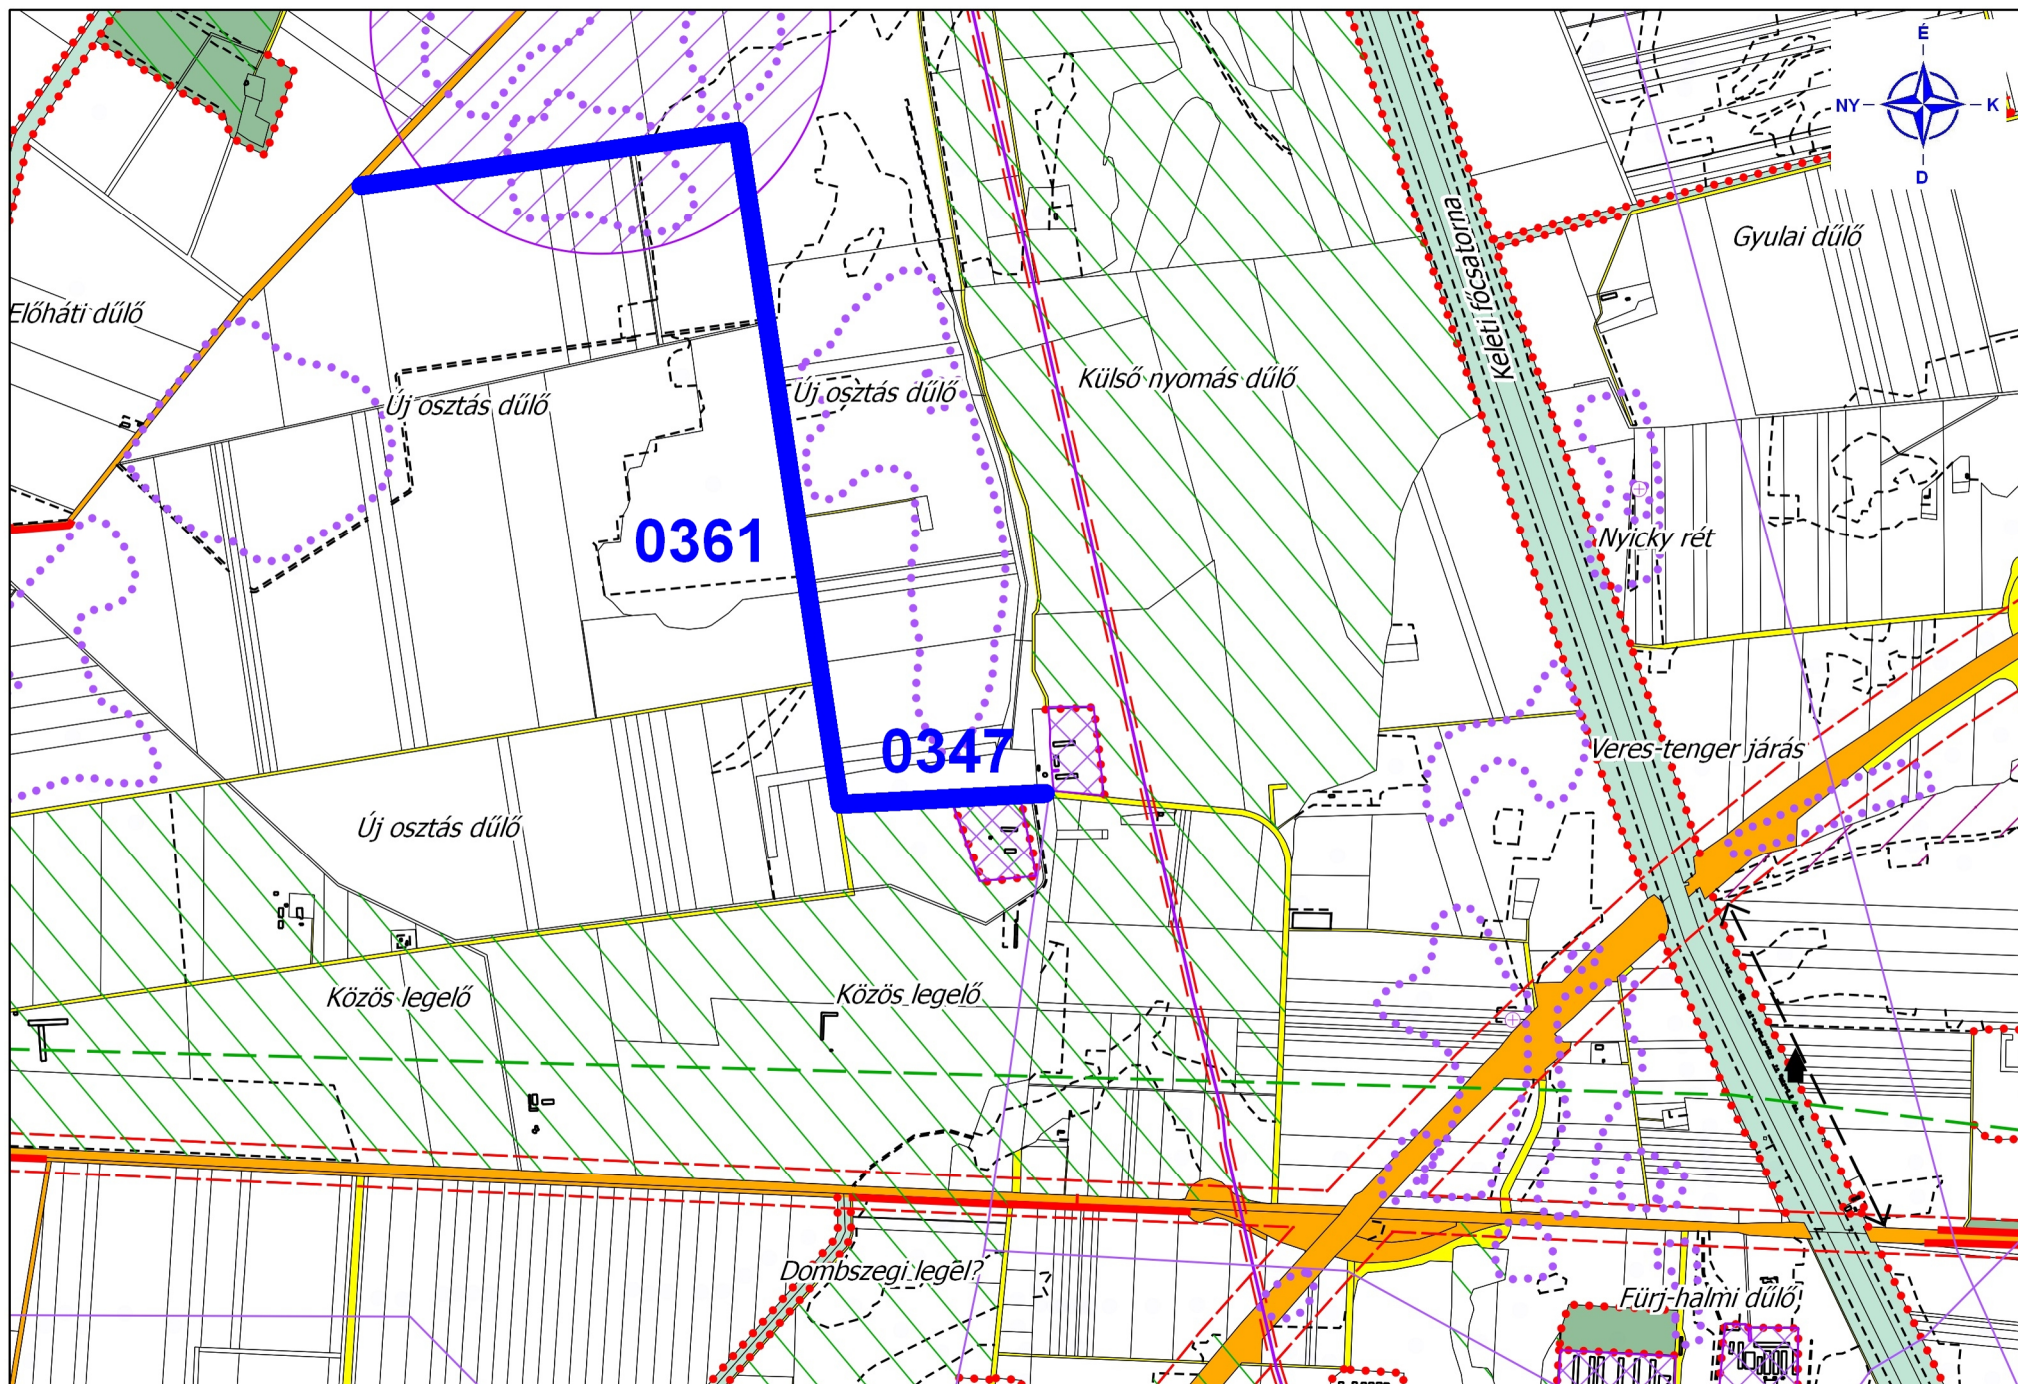 É
NY
K
D
Keleti főcsatorna
Gyulai dűlő
Előháti dűlő
Új osztás dűlő
Új osztás dűlő
Külső nyomás dűlő
0361
Nyicky rét
0347
Veres-tenger járás
Új osztás dűlő
Közös legelő
Közös legelő
Dombszegi legel?
Fürj-halmi dűlő